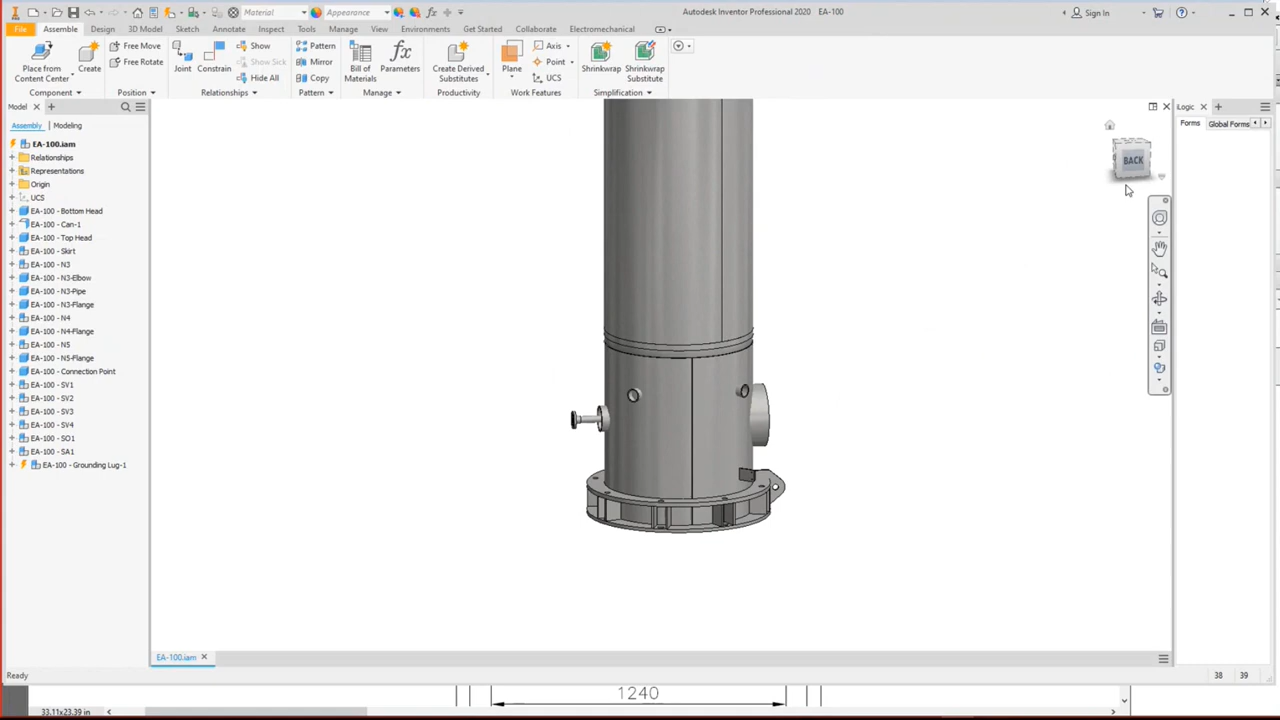 Material
Appearance
Autodesk Inventor Professional 2020 EA-100
Sign In
File Assemble Design 3D Model Sketch Annotate Inspect Tools Manage View Environments Get Started Collaborate Electromechanical
Place from
Content Center
Create
Free Move
Free Rotate
Joint
Constrain
Show
Show Sick
Hide All
Pattern
Mirror
Copy
Bill of
Materials
Parameters
Create Derived
Substitutes
Plane
Axis
Point
UCS
Shrinkwrap
Shrinkwrap
Substitute
Component Position Relationships Pattern Manage Productivity Work Features Simplification
Model
Assembly Modeling
EA-100.iam
Relationships
Representations
Origin
UCS
EA-100 - Bottom Head
EA-100 - Can-1
EA-100 - Top Head
EA-100 - Skirt
EA-100 - N3
EA-100 - N3-Elbow
EA-100 - N3-Pipe
EA-100 - N3-Flange
EA-100 - N4
EA-100 - N4-Flange
EA-100 - N5
EA-100 - N5-Flange
EA-100 - Connection Point
EA-100 - SV1
EA-100 - SV2
EA-100 - SV3
EA-100 - SV4
EA-100 - SO1
EA-100 - SA1
EA-100 - Grounding Lug-1
BACK
iLogic
Forms Global Forms
EA-100.iam
Ready
38 39
1240
33.11x23.39 in